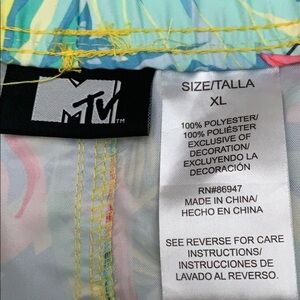 MTV™
SIZE/TALLA
XL
100% POLYESTER/
100% POLIÉSTER
EXCLUSIVE OF
DECORATION/
EXCLUYENDO LA
DECORACIÓN
RN#86947
MADE IN CHINA/
HECHO EN CHINA
SEE REVERSE FOR CARE
INSTRUCTIONS/
INSTRUCCIONES DE
LAVADO AL REVERSO.